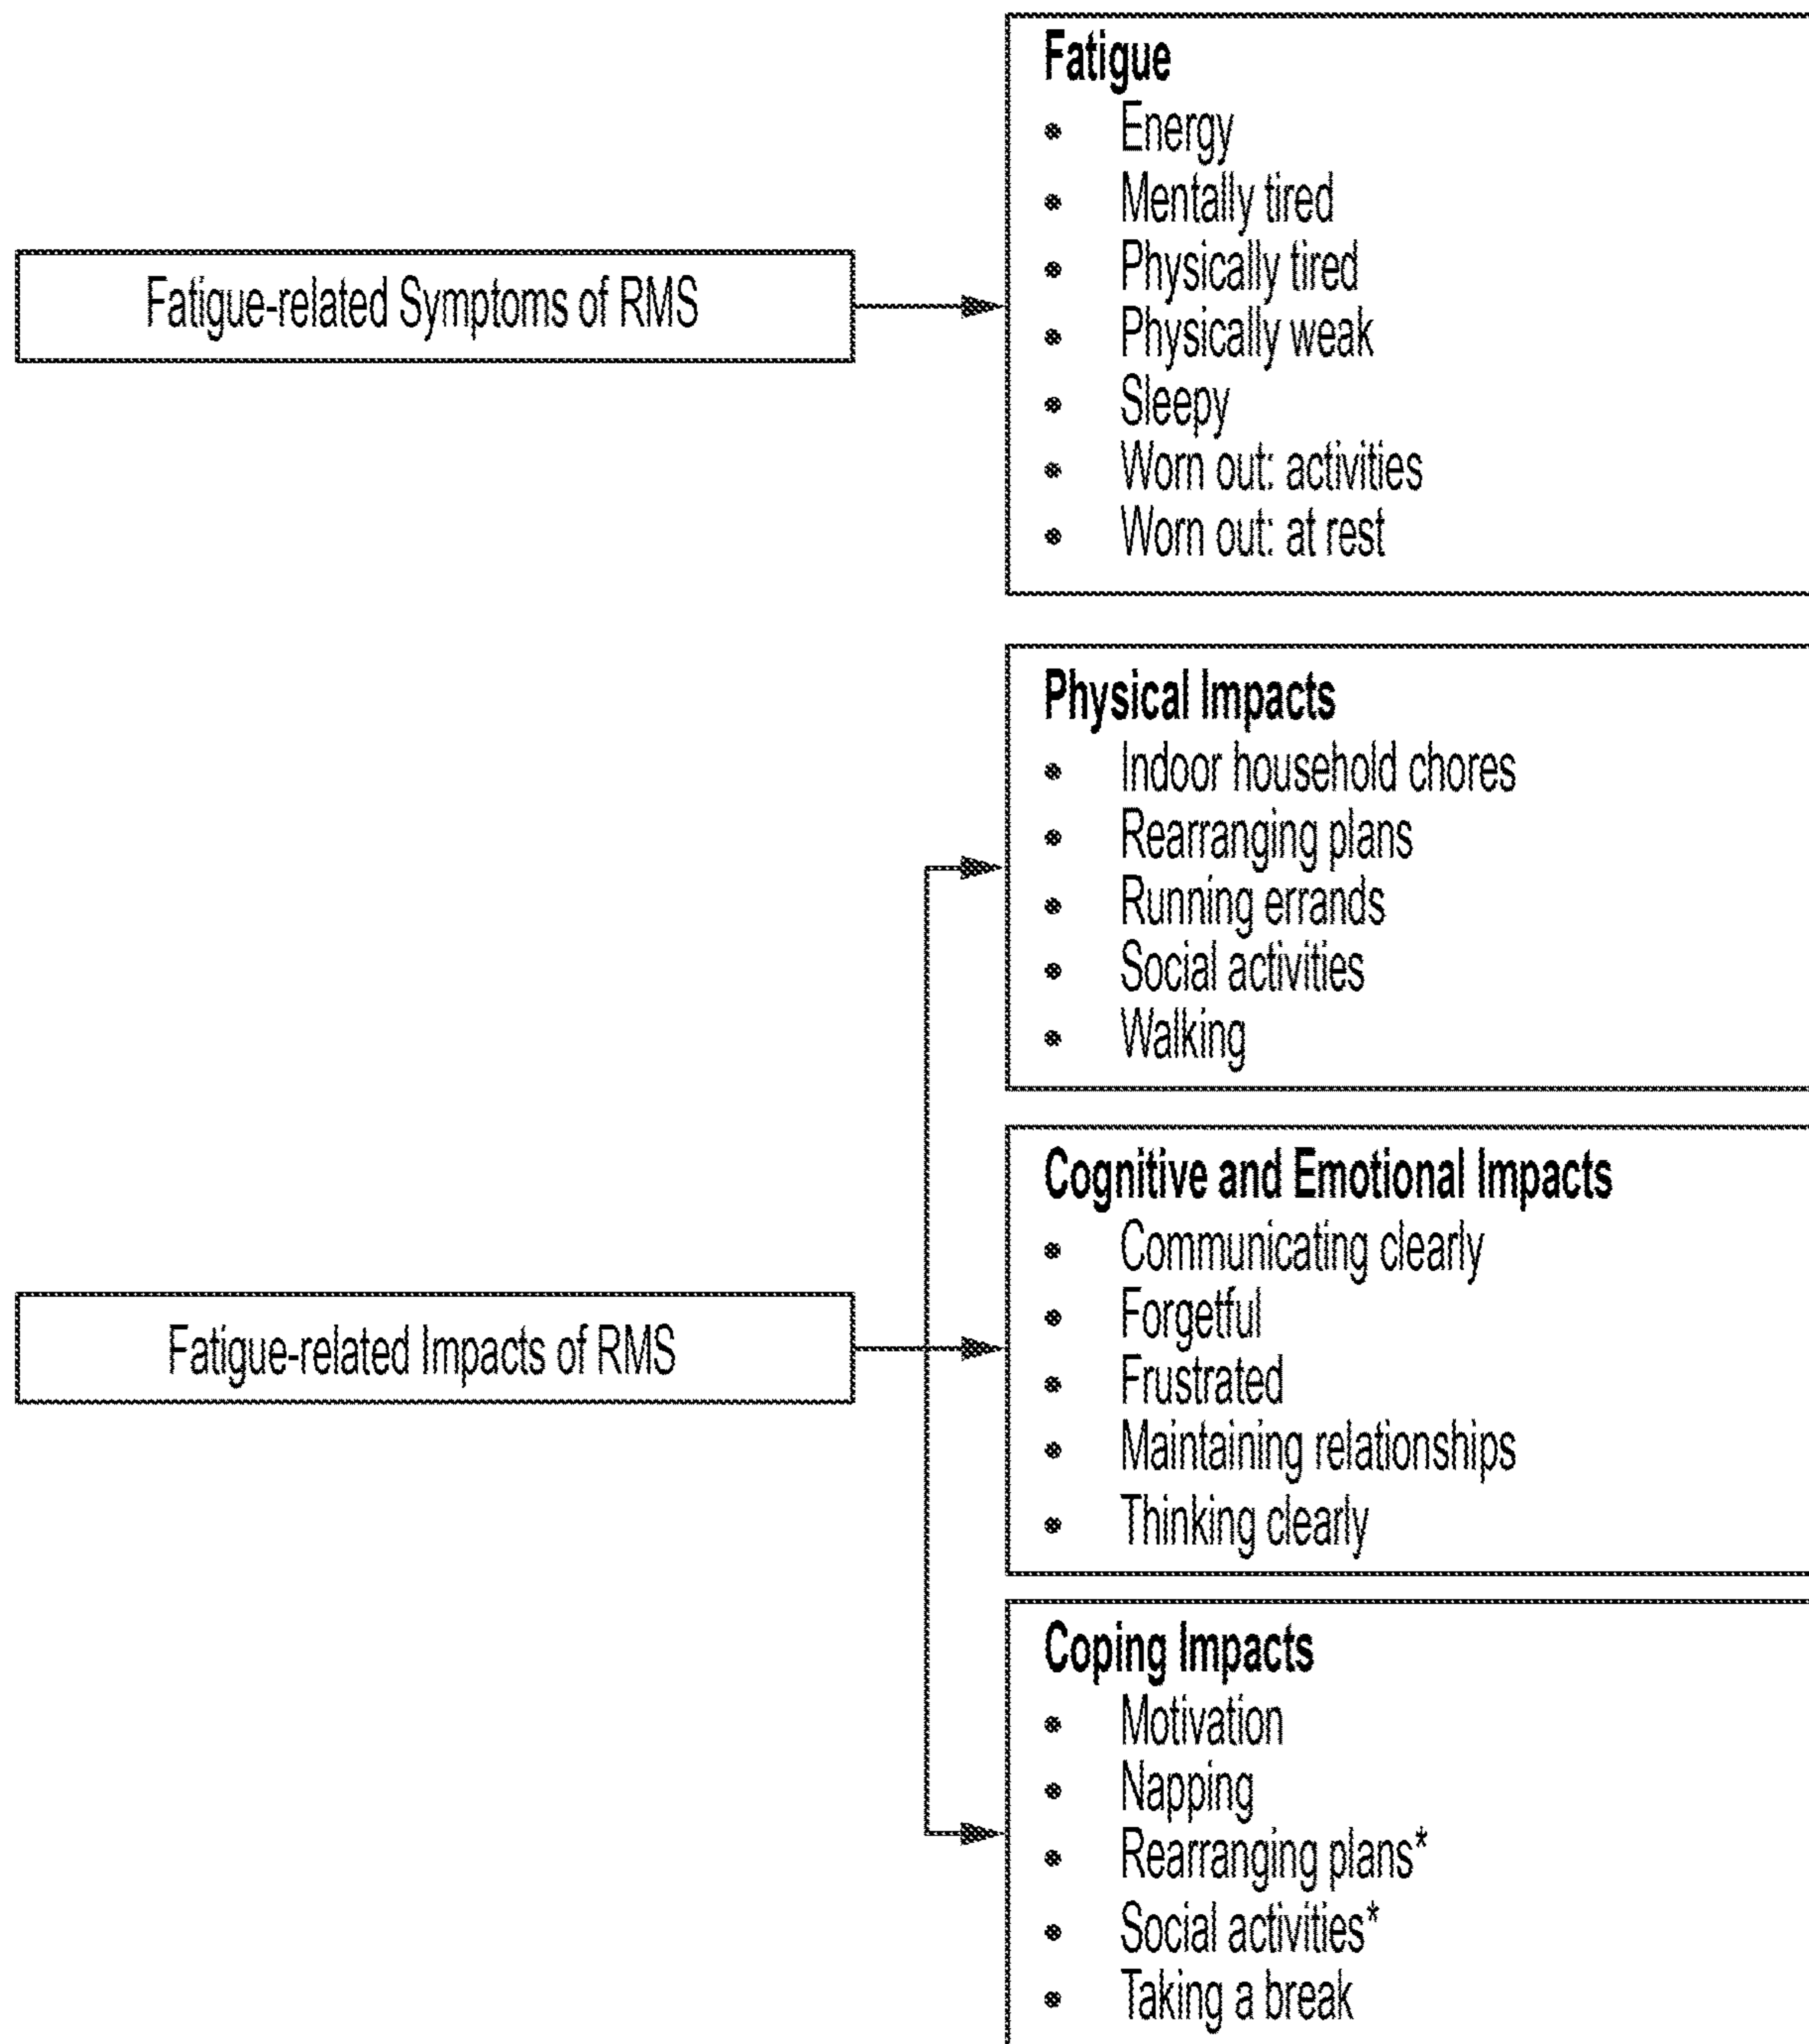 Fatigue-related Symptoms of RMS
Fatigue
Energy
Mentally tired
Physically tired
Physically weak
Sleepy
Worn out: activities
Worn out: at rest
Fatigue-related Impacts of RMS
Physical Impacts
Indoor household chores
Rearranging plans
Running errands
Social activities
Walking
Cognitive and Emotional Impacts
Communicating clearly
Forgetful
Frustrated
Maintaining relationships
Thinking clearly
Coping Impacts
Motivation
Napping
Rearranging plans*
Social activities*
Taking a break